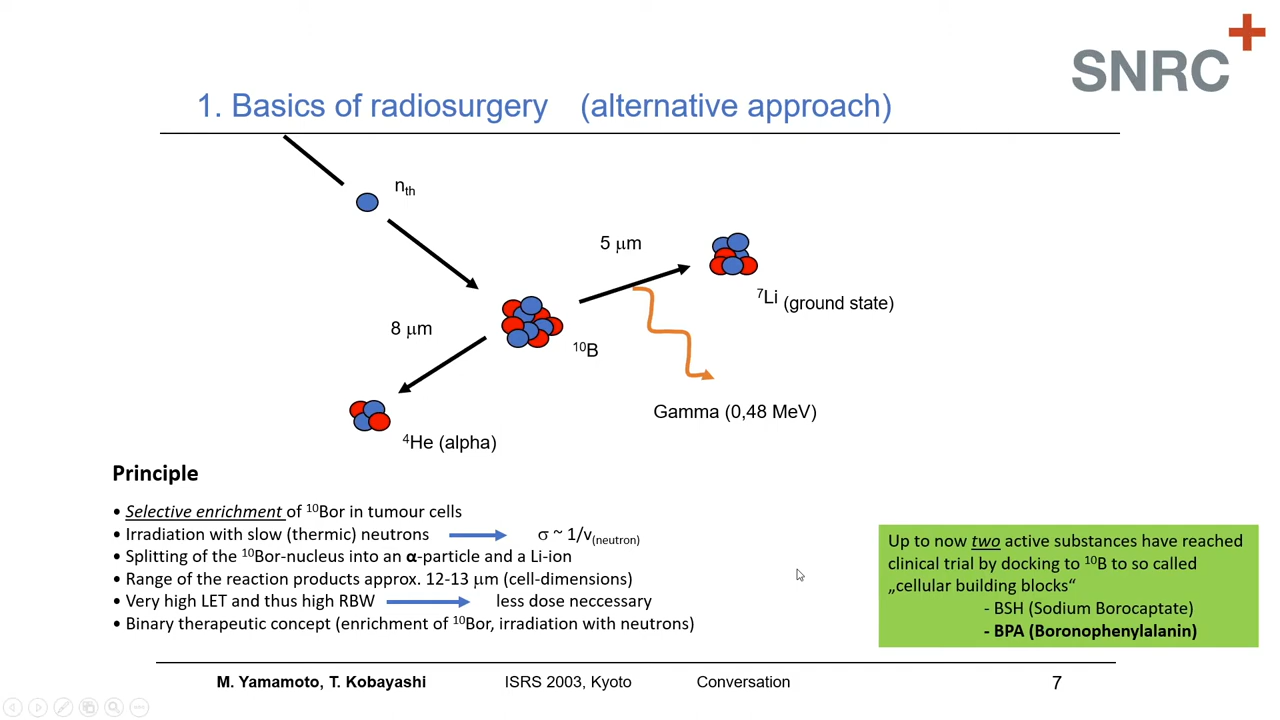 SNRC
1. Basics of radiosurgery (alternative approach)
nth
5 μm
7Li (ground state)
8 μm
10B
Gamma (0,48 MeV)
4He (alpha)
Principle
• Selective enrichment of 10Bor in tumour cells
• Irradiation with slow (thermic) neutrons σ ~ 1/v(neutron)
• Splitting of the 10Bor-nucleus into an α-particle and a Li-ion
• Range of the reaction products approx. 12-13 μm (cell-dimensions)
• Very high LET and thus high RBW less dose neccessary
• Binary therapeutic concept (enrichment of 10Bor, irradiation with neutrons)
Up to now two active substances have reached
clinical trial by docking to 10B to so called
„cellular building blocks“
- BSH (Sodium Borocaptate)
- BPA (Boronophenylalanin)
M. Yamamoto, T. Kobayashi ISRS 2003, Kyoto Conversation 7